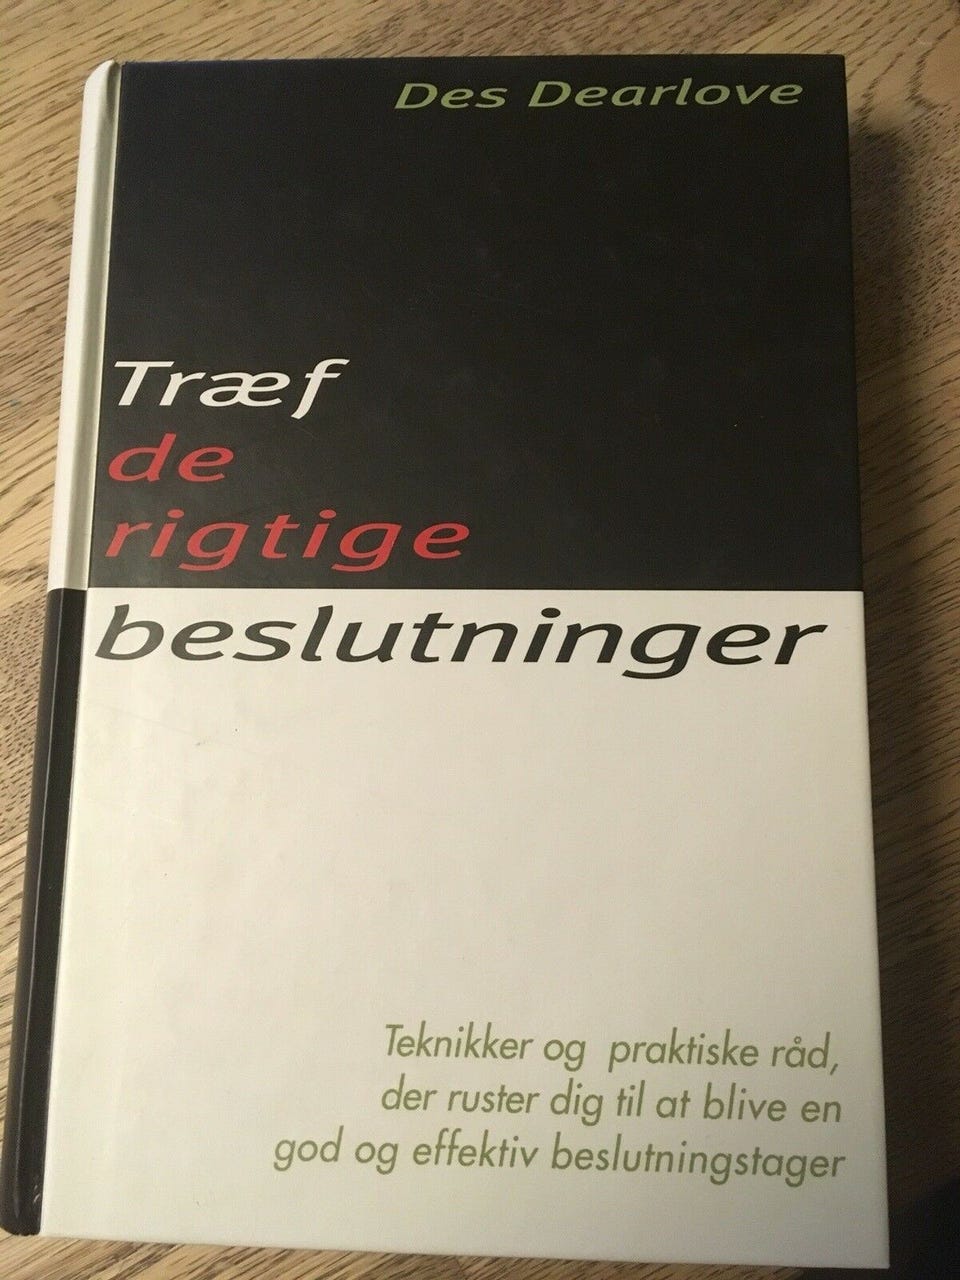 Des Dearlove
Træf
de
rigtige
beslutninger
Teknikker og praktiske råd,
der ruster dig til at blive en
god og effektiv beslutningstager